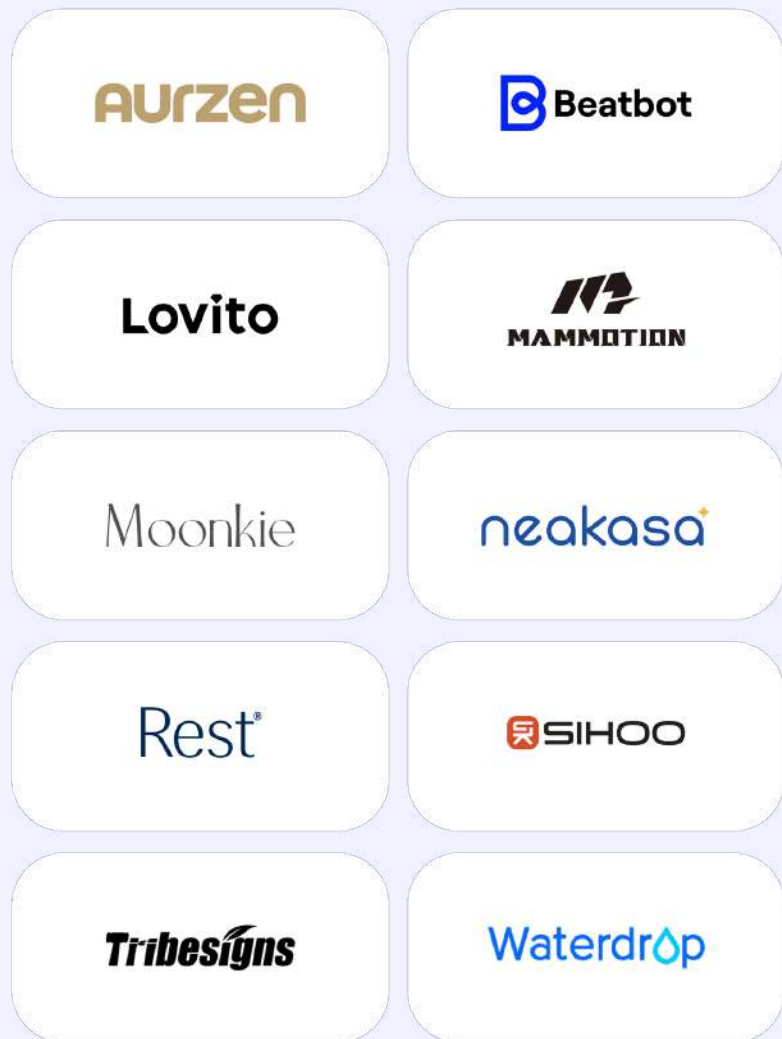 Aurzen
Beatbot
Lovito
MAMMOTION
Moonkie
neakasa
Rest®
SIHOO
Tribesigns
Waterdrop